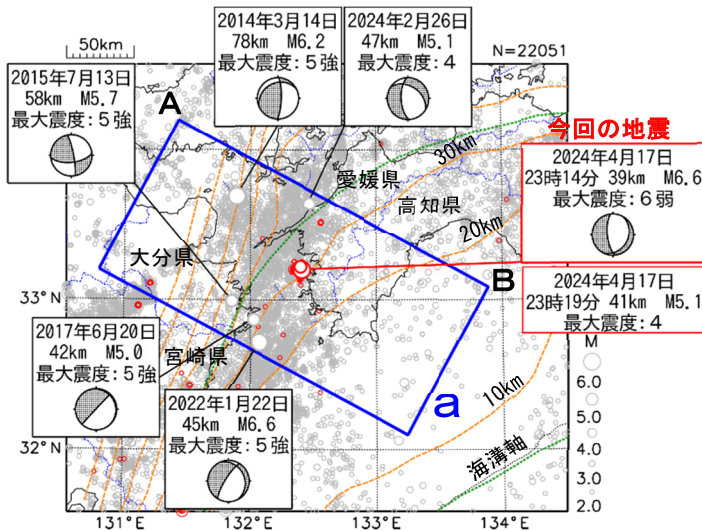 50km
N=22051
2014年3月14日
78km M6.2
最大震度:5強
2024年2月26日
47km M5.1
最大震度:4
2015年7月13日
58km M5.7
最大震度:5強
A
今回の地震
2024年4月17日
23時14分 39km M6.6
最大震度:6弱
30km
愛媛県
高知県
20km
大分県
B
2024年4月17日
23時19分 41km M5.1
最大震度:4
33°N
2017年6月20日
42km M5.0
最大震度:5強
宮崎県
M
6.0
5.0
4.0
3.0
2.0
10km
a
2022年1月22日
45km M6.6
最大震度:5強
32°N
海溝軸
131°E
132°E
133°E
134°E